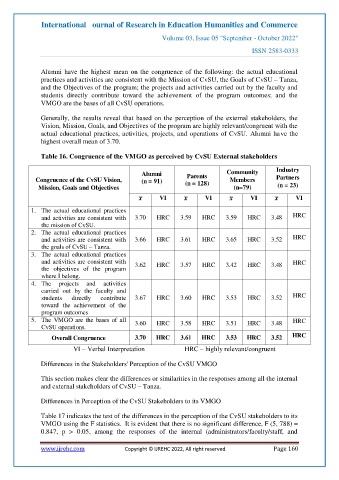 International ournal of Research in Education Humanities and Commerce
Volume 03, Issue 05 "September - October 2022"
ISSN 2583-0333
Alumni have the highest mean on the congruence of the following: the actual educational
practices and activities are consistent with the Mission of CvSU, the Goals of CvSU – Tanza,
and the Objectives of the program; the projects and activities carried out by the faculty and
students directly contribute toward the achievement of the program outcomes; and the
VMGO are the bases of all CvSU operations.
Generally, the results reveal that based on the perception of the external stakeholders, the
Vision, Mission, Goals, and Objectives of the program are highly relevant/congruent with the
actual educational practices, activities, projects, and operations of CvSU. Alumni have the
highest overall mean of 3.70.
Table 16. Congruence of the VMGO as perceived by CvSU External stakeholders
Congruence of the CvSU Vision,
Mission, Goals and Objectives
Alumni
(n = 91)
Parents
(n = 128)
Community
Members
(n=79)
Industry
Partners
(n = 23)
x̄ VI x̄ VI x̄ VI x̄ VI
1. The actual educational practices
and activities are consistent with
the mission of CvSU.
3.70 HRC 3.59 HRC 3.59 HRC 3.48 HRC
2. The actual educational practices
and activities are consistent with
the goals of CvSU – Tanza.
3.66 HRC 3.61 HRC 3.65 HRC 3.52 HRC
3. The actual educational practices
and activities are consistent with
the objectives of the program
where I belong.
3.62 HRC 3.57 HRC 3.42 HRC 3.48 HRC
4. The projects and activities
carried out by the faculty and
students directly contribute
toward the achievement of the
program outcomes
3.67 HRC 3.60 HRC 3.53 HRC 3.52 HRC
5. The VMGO are the bases of all
CvSU operations.
3.60 HRC 3.58 HRC 3.51 HRC 3.48 HRC
Overall Congruence 3.70 HRC 3.61 HRC 3.53 HRC 3.52 HRC
VI – Verbal Interpretation HRC – highly relevant/congruent
Differences in the Stakeholders' Perception of the CvSU VMGO
This section makes clear the differences or similarities in the responses among all the internal
and external stakeholders of CvSU – Tanza.
Differences in Perception of the CvSU Stakeholders to its VMGO
Table 17 indicates the test of the differences in the perception of the CvSU stakeholders to its
VMGO using the F statistics. It is evident that there is no significant difference, F (5, 788) =
0.847, p > 0.05, among the responses of the internal (administrators/faculty/staff, and
www.ijrehc.com Copyright © IJREHC 2022, All right reserved Page 160